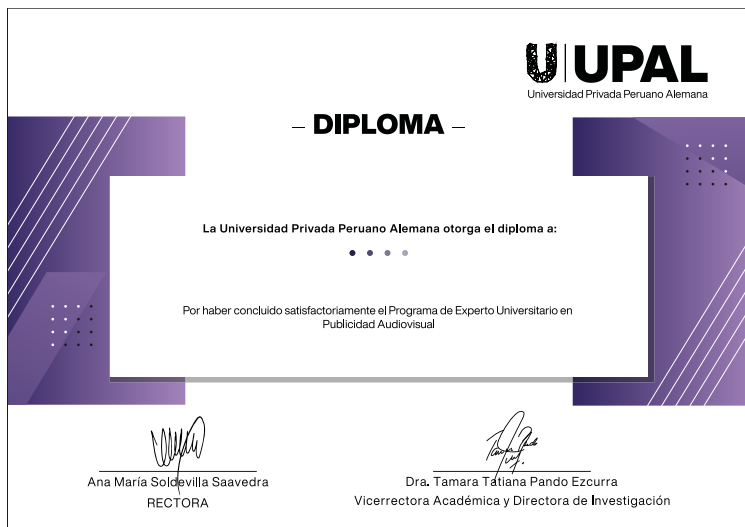 UPAL
Universidad Privada Peruano Alemana
– DIPLOMA –
La Universidad Privada Peruano Alemana otorga el diploma a:
Por haber concluido satisfactoriamente el Programa de Experto Universitario en
Publicidad Audiovisual
Ana María Soldevilla Saavedra
RECTORA
Dra. Tamara Tatiana Pando Ezcurra
Vicerrectora Académica y Directora de Investigación